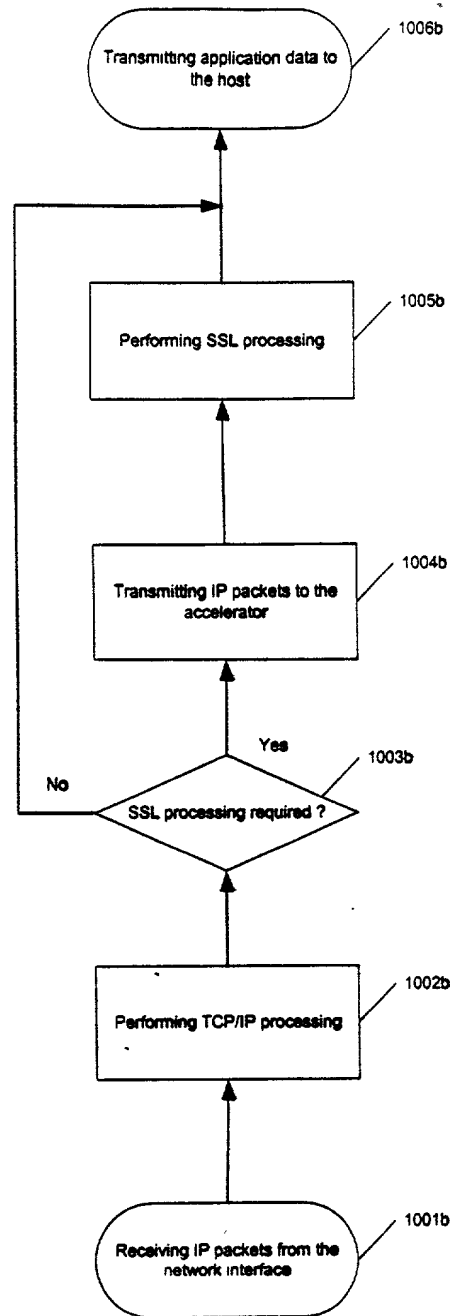 1006b
Transmitting application data to
the host
1005b
Performing SSL processing
1004b
Transmitting IP packets to the
accelerator
Yes
1003b
No
SSL processing required ?
1002b
Performing TCP/IP processing
1001b
Receiving IP packets from the
network interface